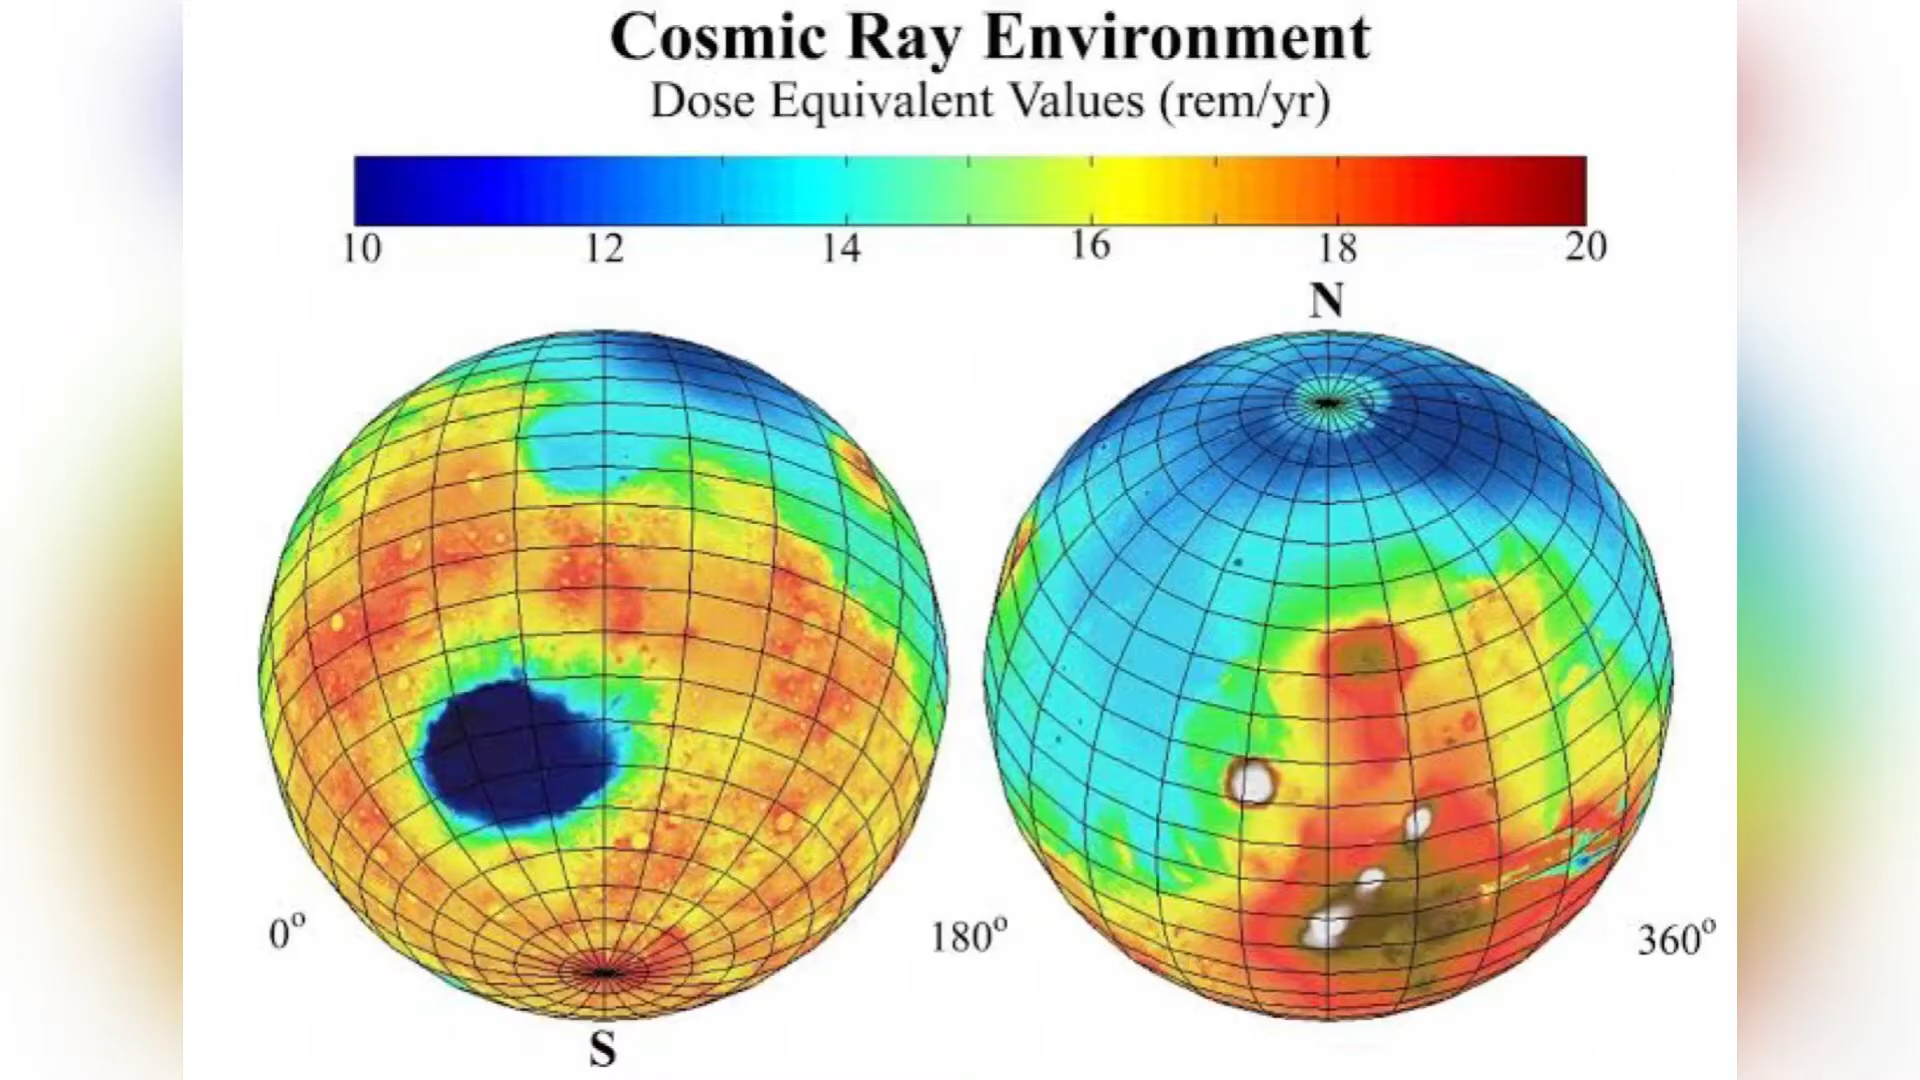 Cosmic Ray Environment
Dose Equivalent Values (rem/yr)
10 12 14 16 18 20
N
0° 180° 360°
S